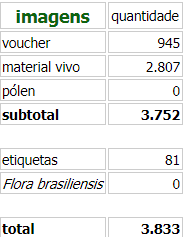 imagens quantidade
voucher 945
material vivo 2.807
pólen 0
subtotal 3.752
etiquetas 81
Flora brasiliensis 0
total 3.833